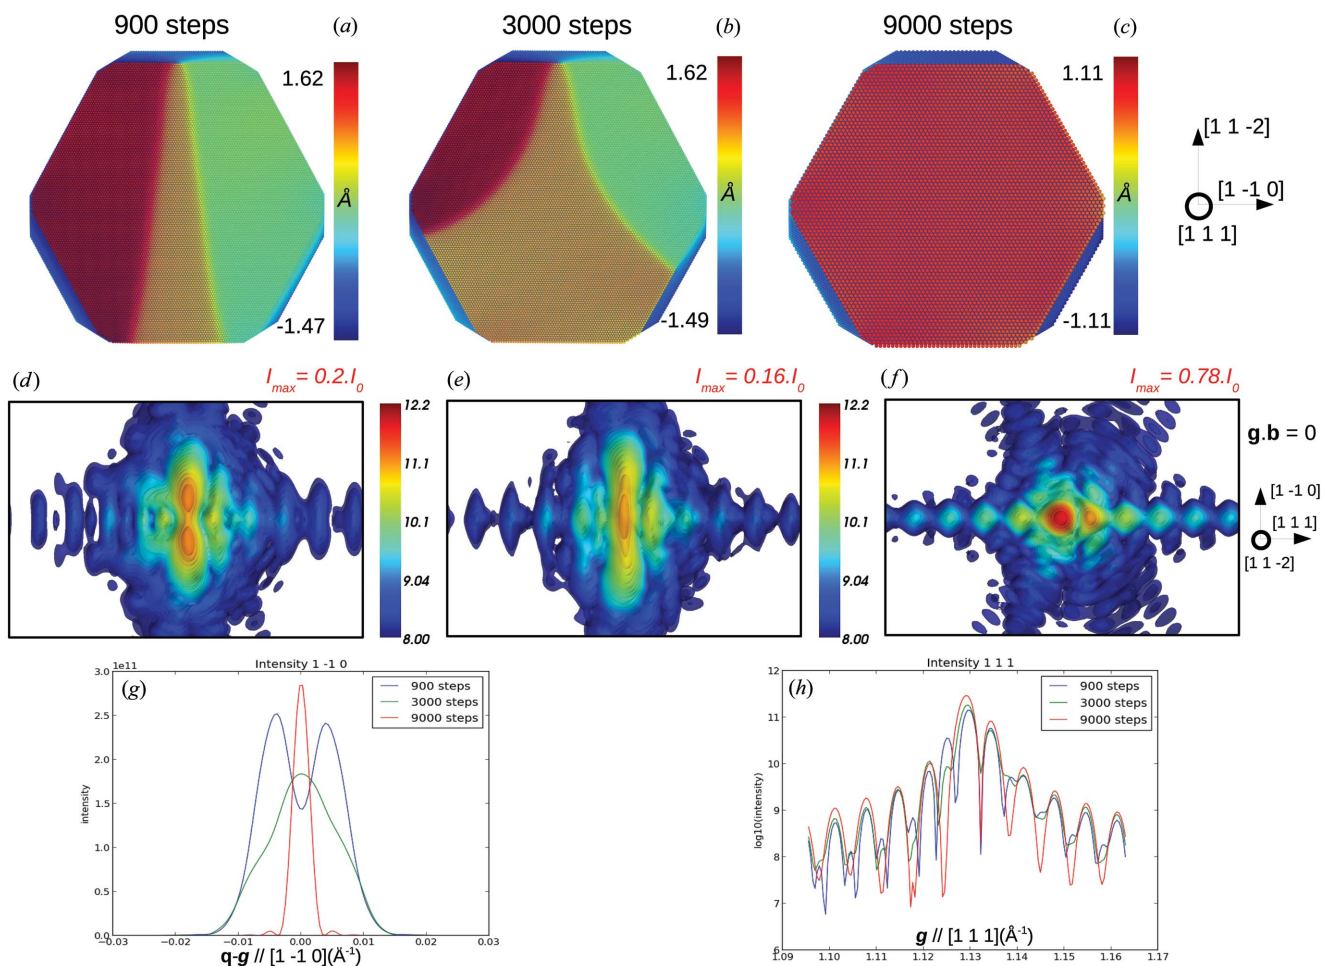 900 steps
(a)
3000 steps
(b)
9000 steps
(c)
1.62
Å
-1.47
1.62
Å
-1.49
1.11
Å
-1.11
[1 1 -2]
[1 -1 0]
[1 1 1]
(d)
I_max = 0.2.I_0
(e)
I_max = 0.16.I_0
(f)
I_max = 0.78.I_0
12.2
11.1
10.1
9.04
8.00
12.2
11.1
10.1
9.04
8.00
g.b = 0
[1 -1 0]
[1 1 1]
[1 1 -2]
Intensity 1 -1 0
1e11
(g)
900 steps
3000 steps
9000 steps
3.0
2.5
2.0
1.5
1.0
0.5
0.0
intensity
-0.03
-0.02
-0.01
0.00
0.01
0.02
0.03
q-g // [1 -1 0](Å-1)
Intensity 1 1 1
(h)
900 steps
3000 steps
9000 steps
12
11
10
9
8
7
6
log10(intensity)
1.09
1.10
1.11
1.12
1.13
1.14
1.15
1.16
1.17
g // [1 1 1](Å-1)